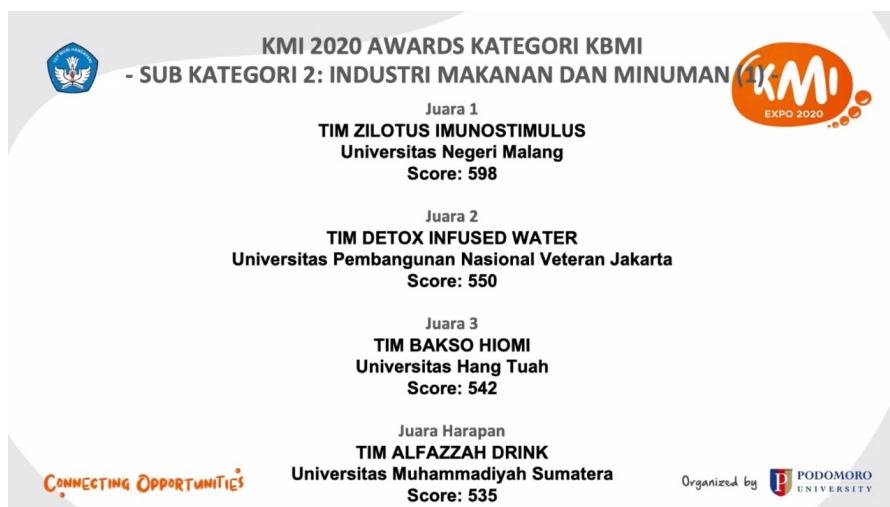 KMI 2020 AWARDS KATEGORI KBMI
- SUB KATEGORI 2: INDUSTRI MAKANAN DAN MINUMAN (1) -
KMI
EXPO 2020
Juara 1
TIM ZILOTUS IMUNOSTIMULUS
Universitas Negeri Malang
Score: 598
Juara 2
TIM DETOX INFUSED WATER
Universitas Pembangunan Nasional Veteran Jakarta
Score: 550
Juara 3
TIM BAKSO HIOMI
Universitas Hang Tuah
Score: 542
Juara Harapan
TIM ALFAZZAH DRINK
Universitas Muhammadiyah Sumatera
Score: 535
CONNECTING OPPORTUNITIES
Organized by
PODOMORO
UNIVERSITY